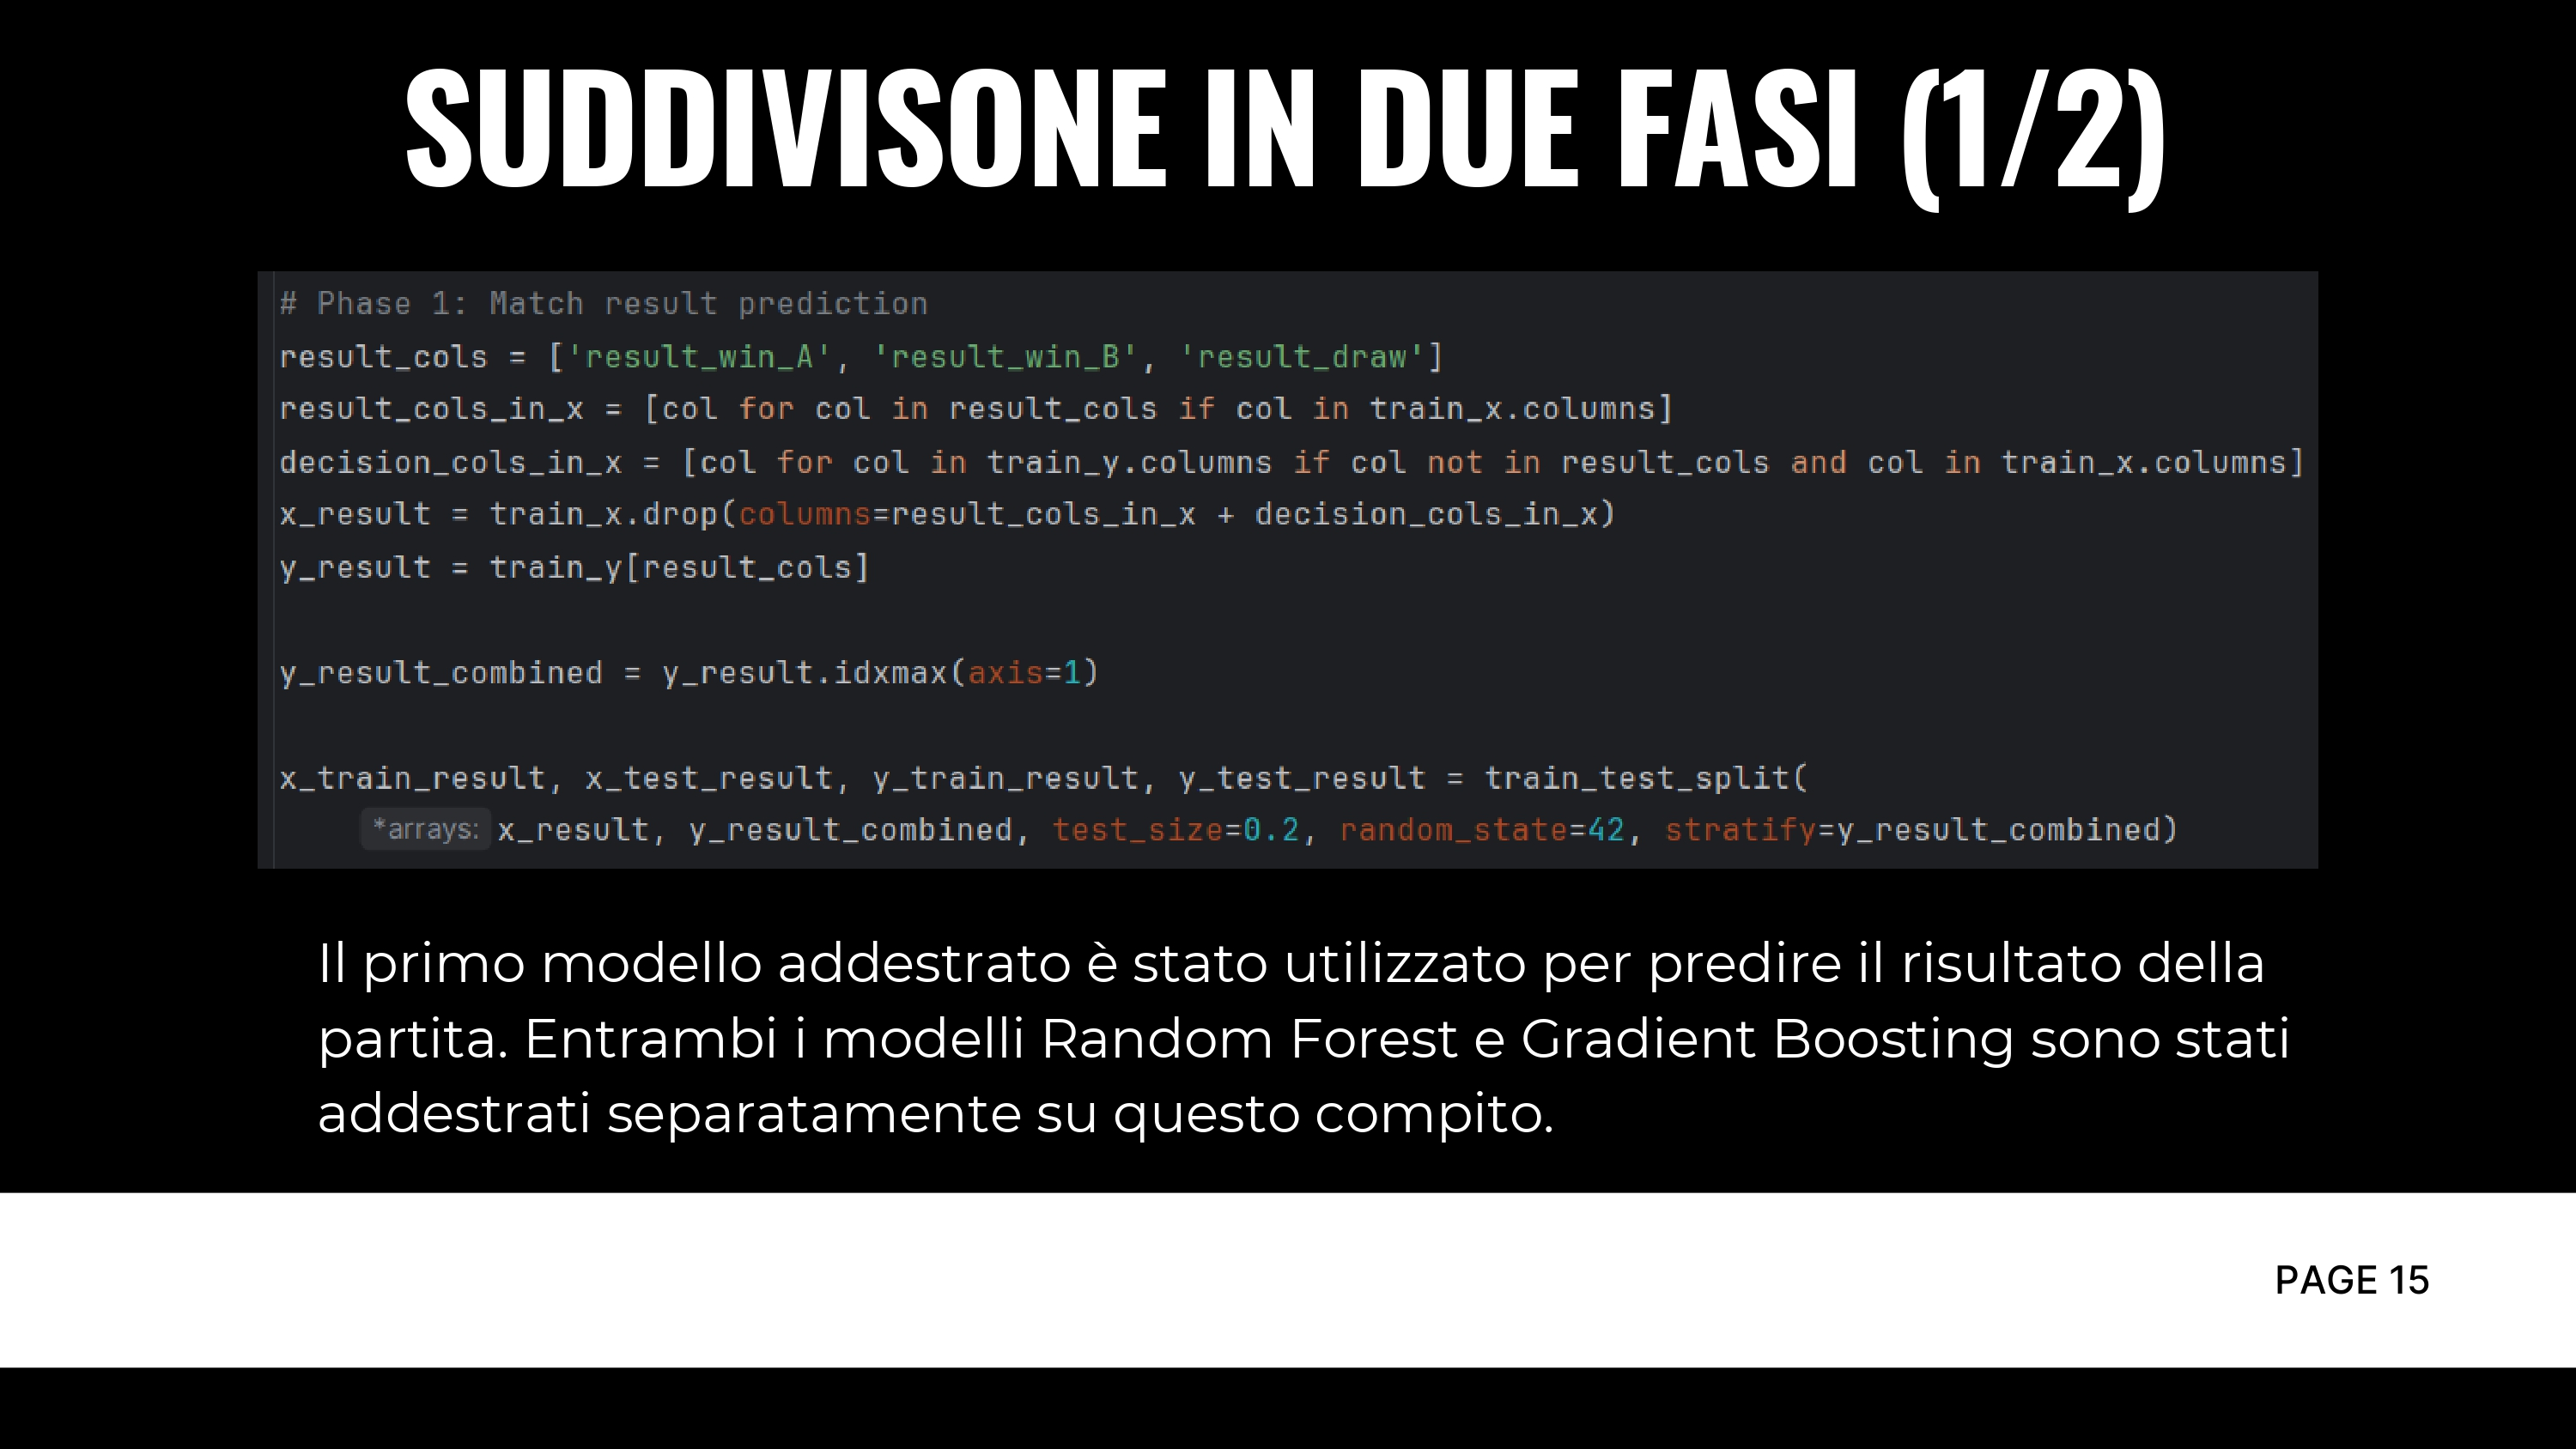 SUDDIVISONE IN DUE FASI (1/2)
# Phase 1: Match result prediction
result_cols = ['result_win_A', 'result_win_B', 'result_draw']
result_cols_in_x = [col for col in result_cols if col in train_x.columns]
decision_cols_in_x = [col for col in train_y.columns if col not in result_cols and col in train_x.columns]
x_result = train_x.drop(columns=result_cols_in_x + decision_cols_in_x)
y_result = train_y[result_cols]
y_result_combined = y_result.idxmax(axis=1)
x_train_result, x_test_result, y_train_result, y_test_result = train_test_split(
*arrays: x_result, y_result_combined, test_size=0.2, random_state=42, stratify=y_result_combined)
Il primo modello addestrato è stato utilizzato per predire il risultato della
partita. Entrambi i modelli Random Forest e Gradient Boosting sono stati
addestrati separatamente su questo compito.
PAGE 15